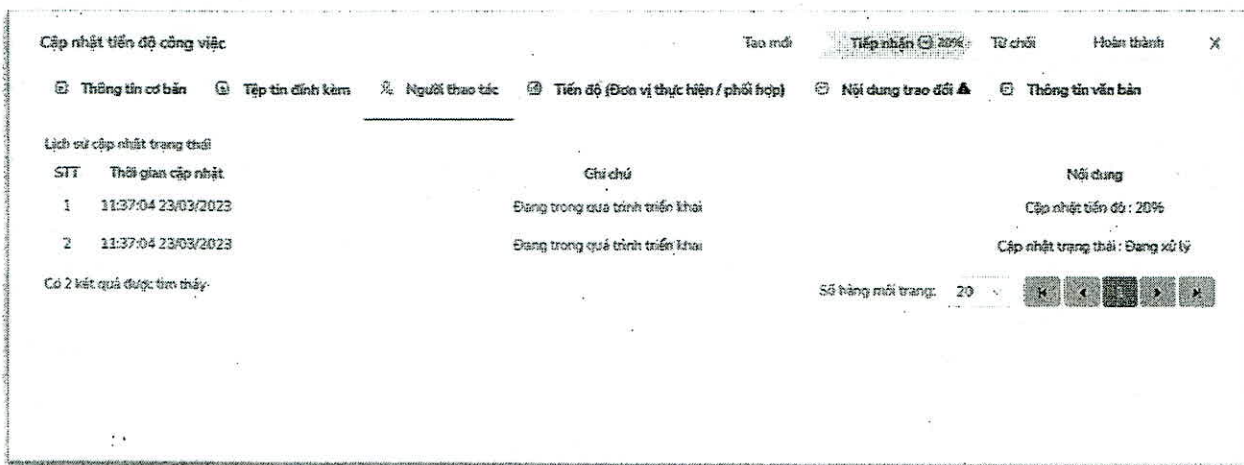 Cập nhật tiến độ công việc Tạo mới Tiếp nhận 20% Từ chối Hoàn thành X
Thông tin cơ bản Tệp tin đính kèm Người thao tác Tiến độ (Đơn vị thực hiện / phối hợp) Nội dung trao đổi Thông tin văn bản
Lịch sử cập nhật trạng thái
STT Thời gian cập nhật Ghi chú Nội dung
1 11:37:04 23/03/2023 Đang trong quá trình triển khai Cập nhật tiến độ : 20%
2 11:37:04 23/03/2023 Đang trong quá trình triển khai Cập nhật trạng thái : Đang xử lý
Có 2 kết quả được tìm thấy Số hàng mỗi trang: 20 1